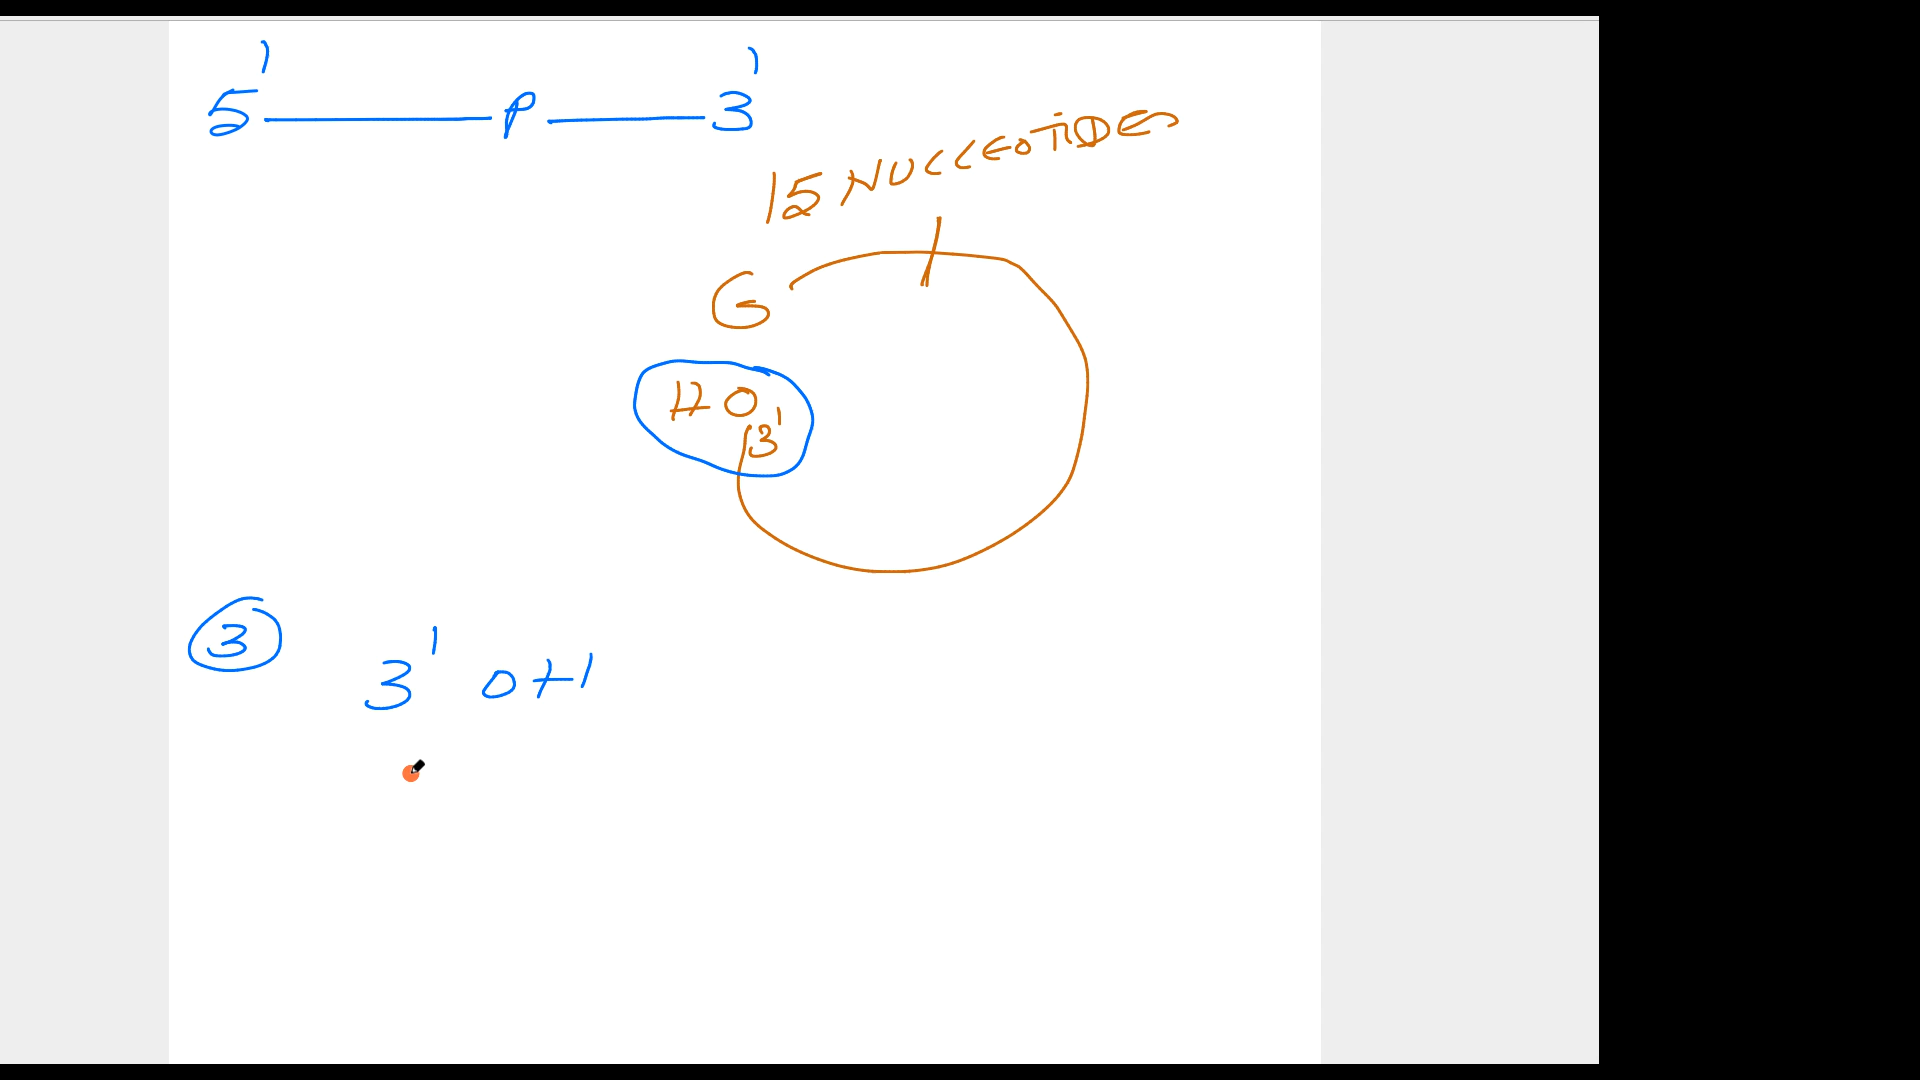 5' — P — 3'
15 NUCLEOTIDES
G
HO
3'
3 3' OH